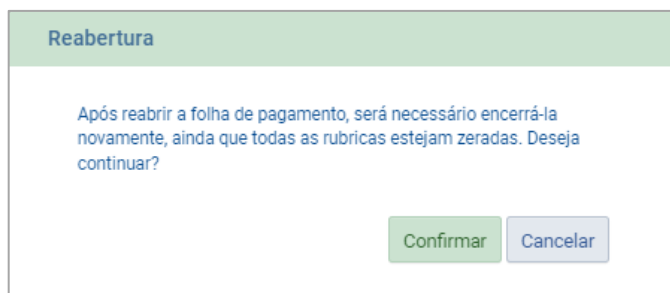 Reabertura
Após reabrir a folha de pagamento, será necessário encerrá-la
novamente, ainda que todas as rubricas estejam zeradas. Deseja
continuar?
Confirmar
Cancelar